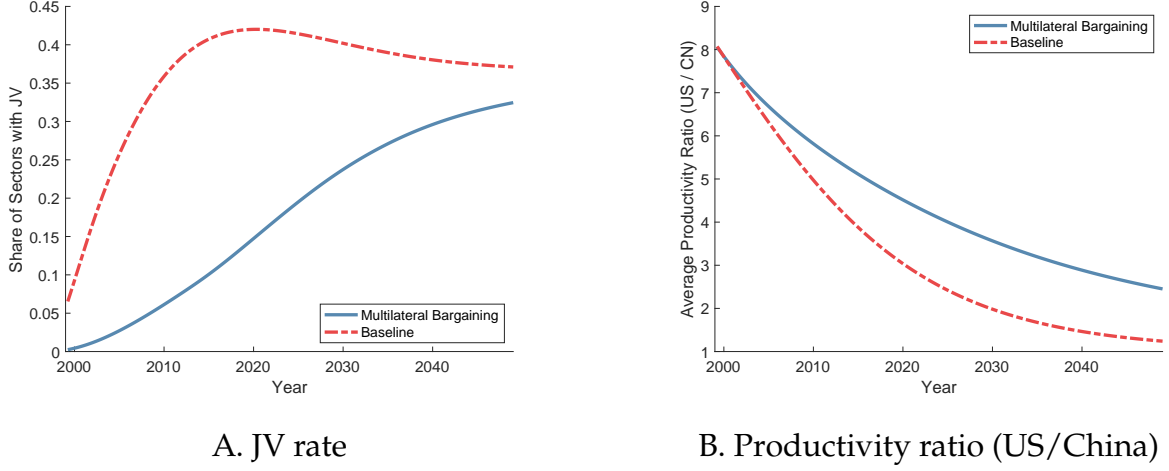 0.45
0.4
0.35
0.3
0.25
0.2
0.15
0.1
0.05
0
Share of Sectors with JV
2000 2010 2020 2030 2040
Year
Multilateral Bargaining
Baseline
A. JV rate
9
8
7
6
5
4
3
2
1
Average Productivity Ratio (US / CN)
2000 2010 2020 2030 2040
Year
Multilateral Bargaining
Baseline
B. Productivity ratio (US/China)